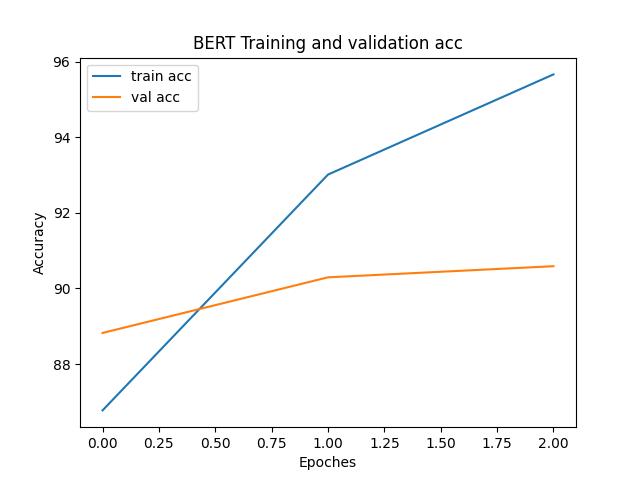 BERT Training and validation acc
train acc
val acc
96
94
92
90
88
Accuracy
0.00 0.25 0.50 0.75 1.00 1.25 1.50 1.75 2.00
Epoches